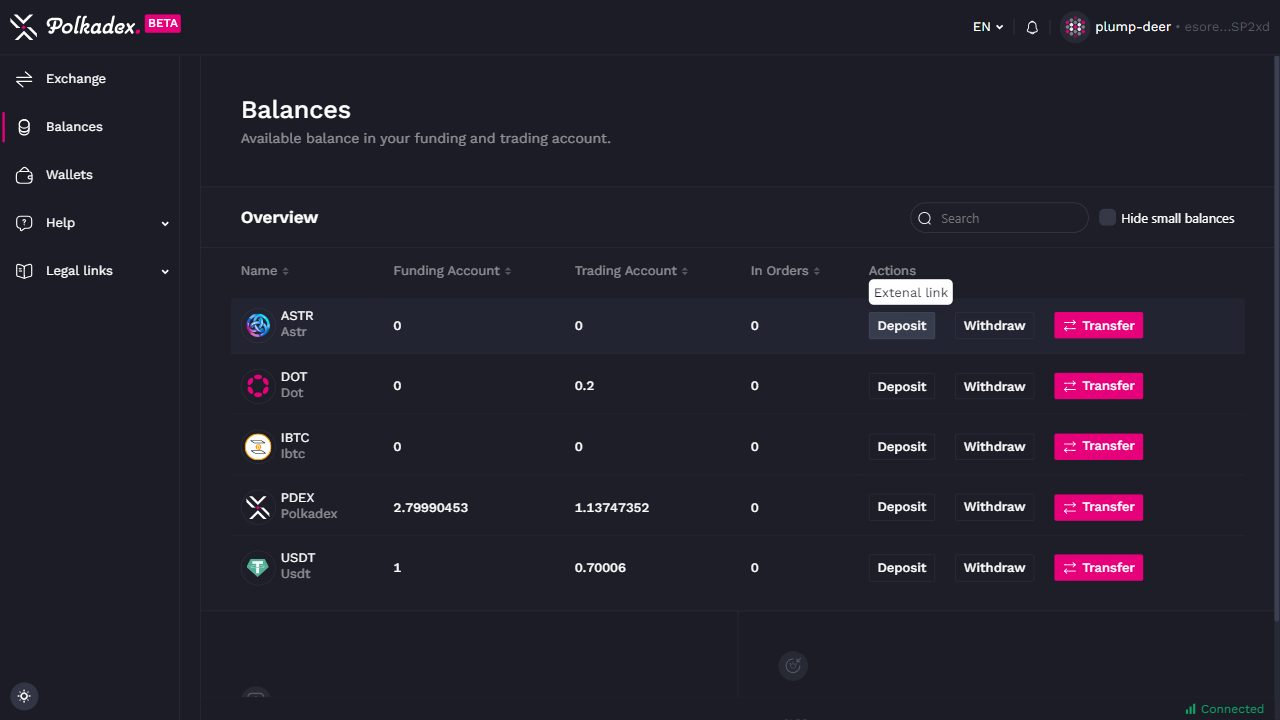 Polkadex. BETA
EN
plump-deer • esore...SP2xd
Exchange
Balances
Wallets
Help
Legal links
Balances
Available balance in your funding and trading account.
Overview
Search
Hide small balances
Name Funding Account Trading Account In Orders Actions
Extenal link
ASTR
Astr
0 0 0 Deposit Withdraw Transfer
DOT
Dot
0 0.2 0 Deposit Withdraw Transfer
IBTC
Ibtc
0 0 0 Deposit Withdraw Transfer
PDEX
Polkadex
2.79990453 1.13747352 0 Deposit Withdraw Transfer
USDT
Usdt
1 0.70006 0 Deposit Withdraw Transfer
Connected